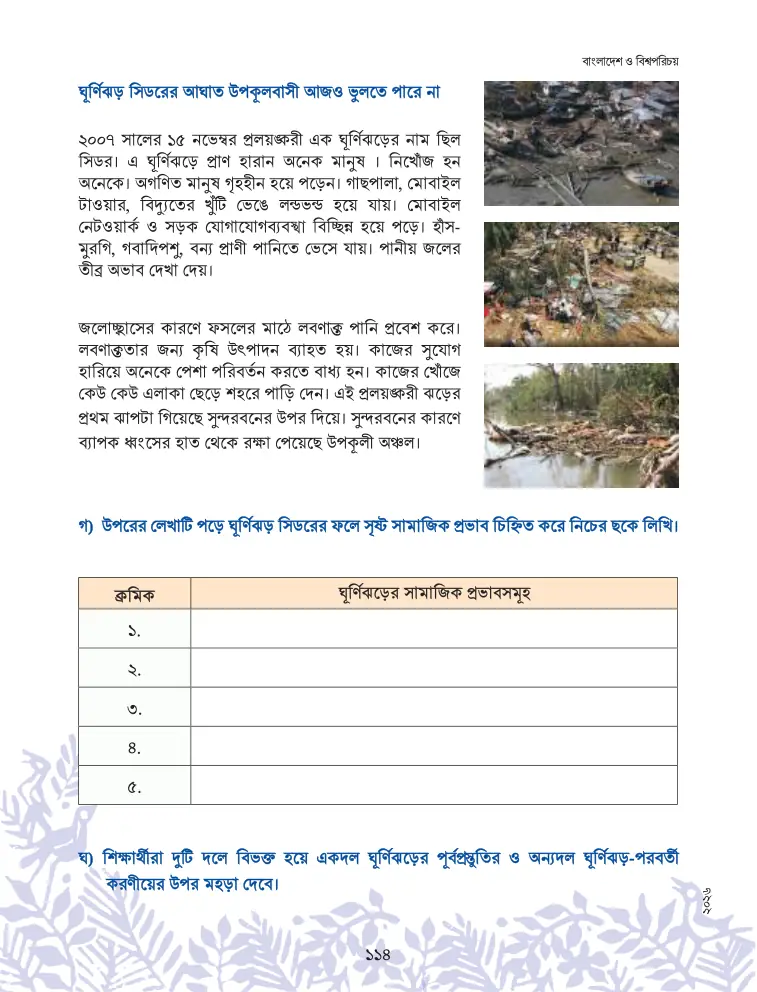 বাংলাদেশ ও বিশ্বপরিচয়
ঘূর্ণিঝড় সিডরের আঘাত উপকূলবাসী আজও ভুলতে পারে না
২০০৭ সালের ১৫ নভেম্বর প্রলয়ঙ্করী এক ঘূর্ণিঝড়ের নাম ছিল
সিডর। এ ঘূর্ণিঝড়ে প্রাণ হারান অনেক মানুষ । নিখোঁজ হন
অনেকে। অগণিত মানুষ গৃহহীন হয়ে পড়েন। গাছপালা, মোবাইল
টাওয়ার, বিদ্যুতের খুঁটি ভেঙে লন্ডভন্ড হয়ে যায়। মোবাইল
নেটওয়ার্ক ও সড়ক যোগাযোগব্যবস্থা বিচ্ছিন্ন হয়ে পড়ে। হাঁস-
মুরগি, গবাদিপশু, বন্য প্রাণী পানিতে ভেসে যায়। পানীয় জলের
তীব্র অভাব দেখা দেয়।
জলোচ্ছ্বাসের কারণে ফসলের মাঠে লবণাক্ত পানি প্রবেশ করে।
লবণাক্ততার জন্য কৃষি উৎপাদন ব্যাহত হয়। কাজের সুযোগ
হারিয়ে অনেকে পেশা পরিবর্তন করতে বাধ্য হন। কাজের খোঁজে
কেউ কেউ এলাকা ছেড়ে শহরে পাড়ি দেন। এই প্রলয়ঙ্করী ঝড়ের
প্রথম ঝাপটা গিয়েছে সুন্দরবনের উপর দিয়ে। সুন্দরবনের কারণে
ব্যাপক ধ্বংসের হাত থেকে রক্ষা পেয়েছে উপকূলী অঞ্চল।
গ) উপরের লেখাটি পড়ে ঘূর্ণিঝড় সিডরের ফলে সৃষ্ট সামাজিক প্রভাব চিহ্নিত করে নিচের ছকে লিখি।
ক্রমিক ঘূর্ণিঝড়ের সামাজিক প্রভাবসমূহ
১.
২.
৩.
৪.
৫.
ঘ) শিক্ষার্থীরা দুটি দলে বিভক্ত হয়ে একদল ঘূর্ণিঝড়ের পূর্বপ্রস্তুতির ও অন্যদল ঘূর্ণিঝড়-পরবর্তী
করণীয়ের উপর মহড়া দেবে।
২০২৬
১১৪